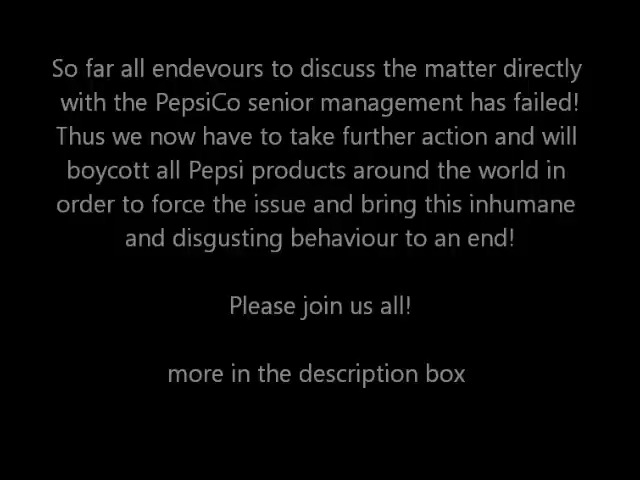 So far all endevours to discuss the matter directly
with the PepsiCo senior management has failed!
Thus we now have to take further action and will
boycott all Pepsi products around the world in
order to force the issue and bring this inhumane
and disgusting behaviour to an end!
Please join us all!
more in the description box